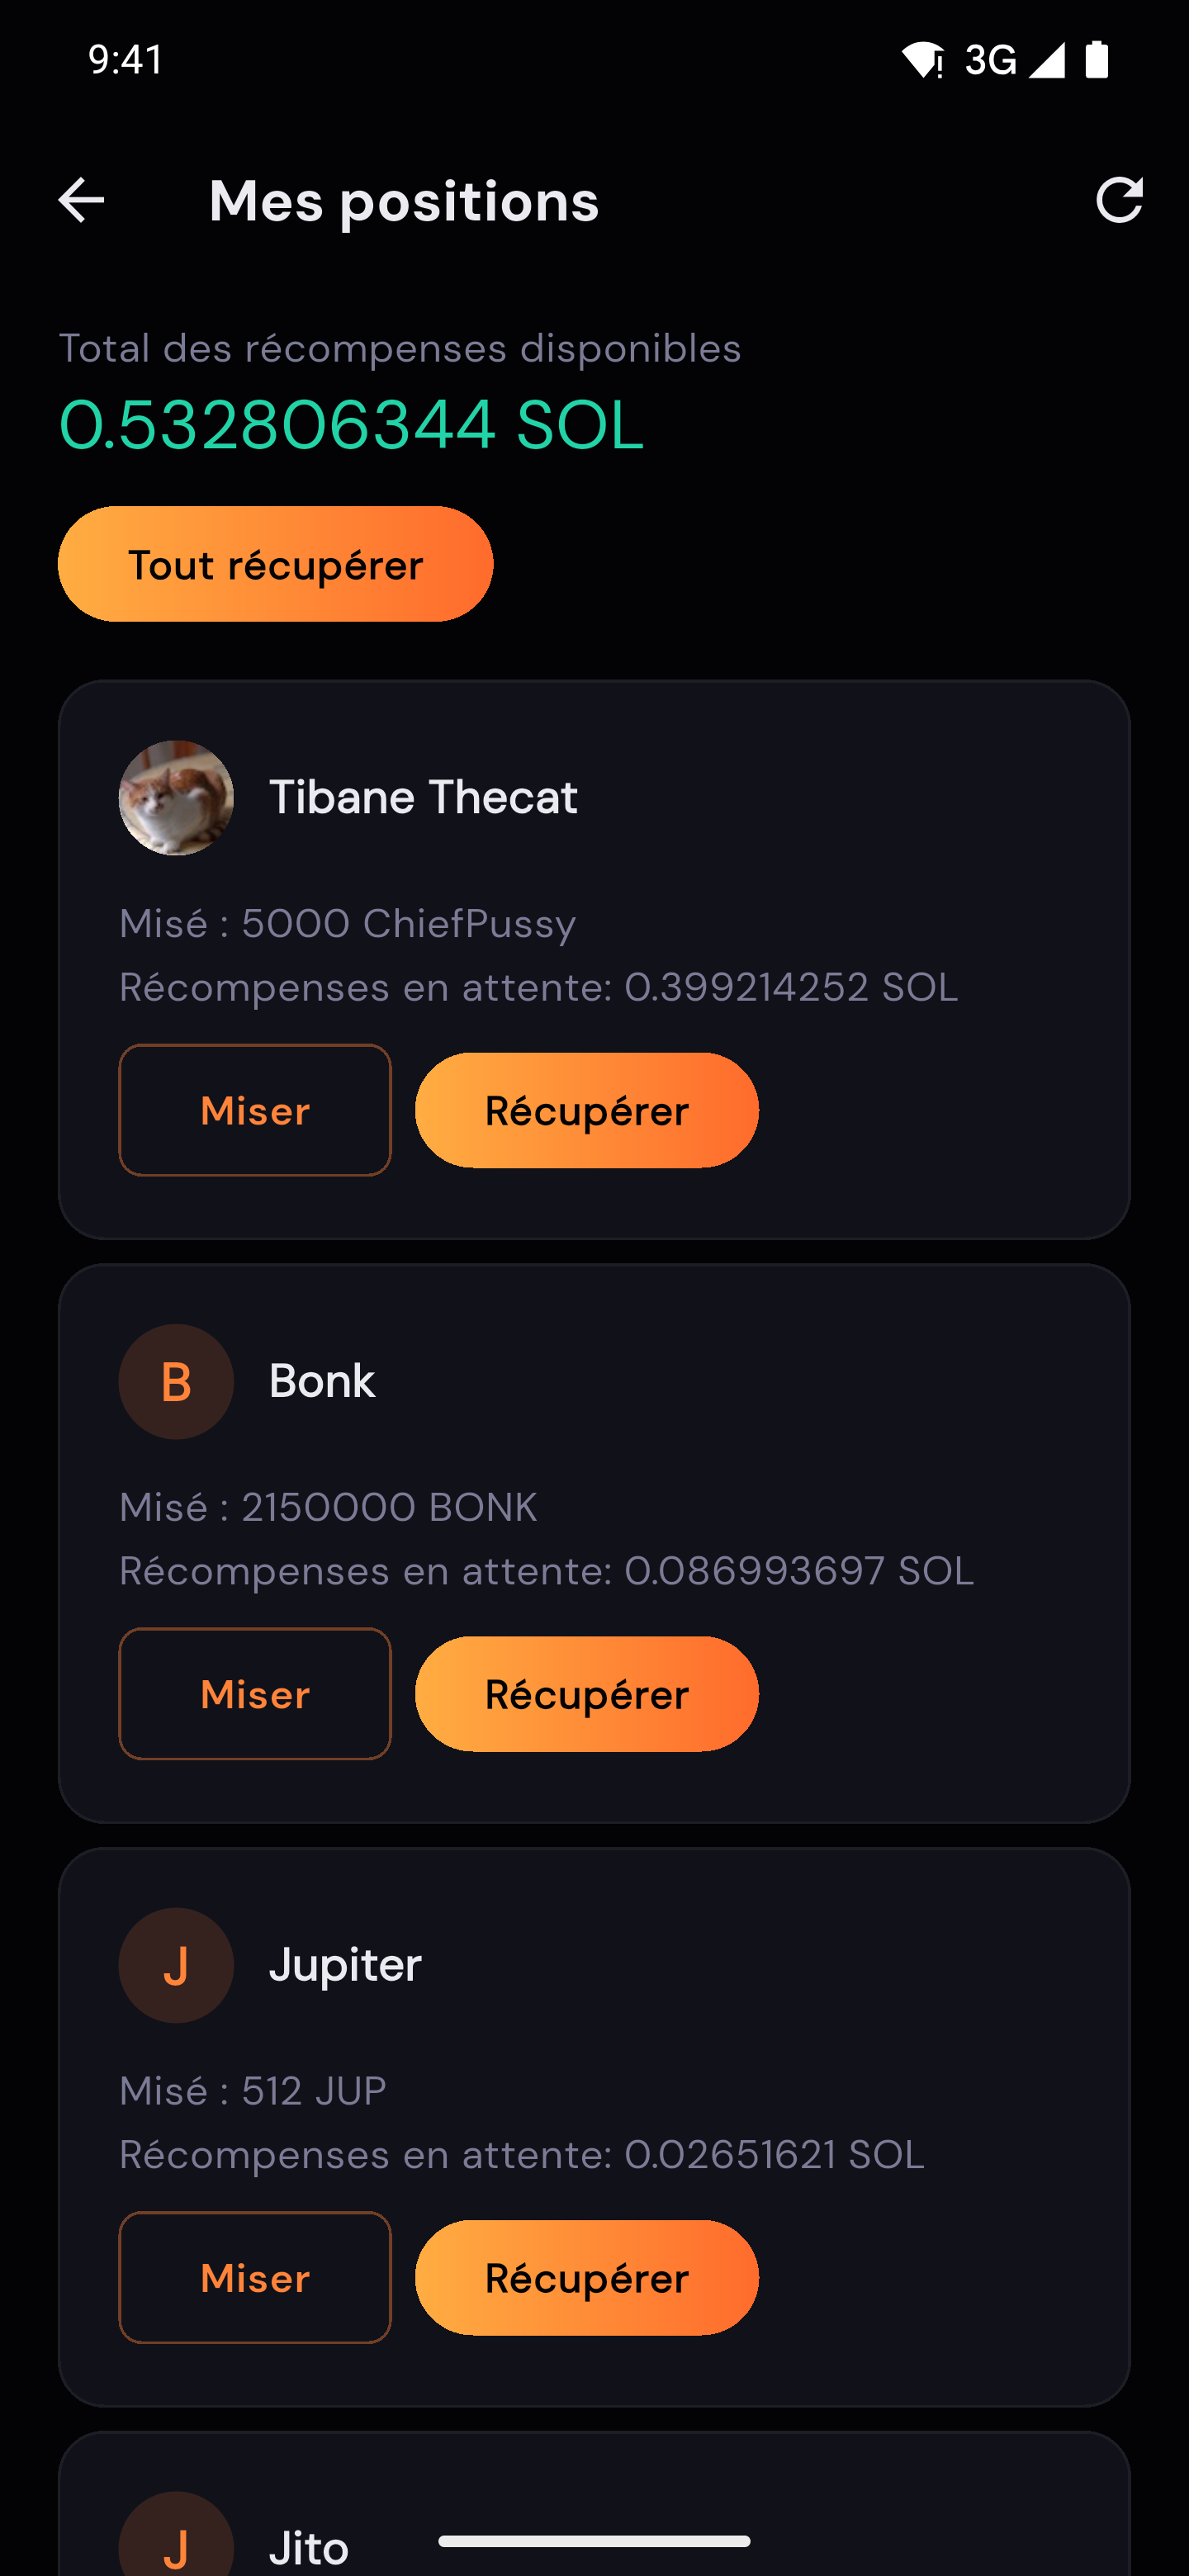 9:41
3G
Mes positions
Total des récompenses disponibles
0.532806344 SOL
Tout récupérer
Tibane Thecat
Misé : 5000 ChiefPussy
Récompenses en attente: 0.399214252 SOL
Miser
Récupérer
B
Bonk
Misé : 2150000 BONK
Récompenses en attente: 0.086993697 SOL
Miser
Récupérer
J
Jupiter
Misé : 512 JUP
Récompenses en attente: 0.02651621 SOL
Miser
Récupérer
J
Jito